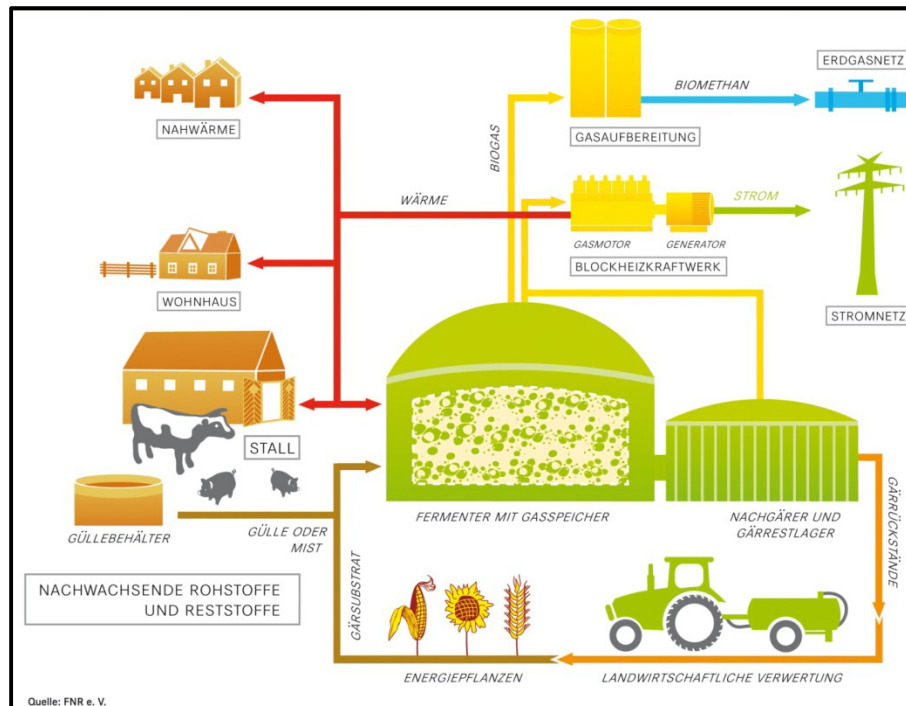 ERDGASNETZ
BIOMETHAN
NAHWÄRME
BIOGAS
GASAUFBEREITUNG
WÄRME
STROM
GASMOTOR
GENERATOR
BLOCKHEIZKRAFTWERK
WOHNHAUS
STROMNETZ
STALL
GÜLLEBEHÄLTER
GÜLLE ODER
MIST
FERMENTER MIT GASSPEICHER
NACHGÄRER UND
GÄRRESTLAGER
GÄRRÜCKSTÄNDE
NACHWACHSENDE ROHSTOFFE
UND RESTSTOFFE
GÄRSUBSTRAT
ENERGIEPFLANZEN
LANDWIRTSCHAFTLICHE VERWERTUNG
Quelle: FNR e. V.